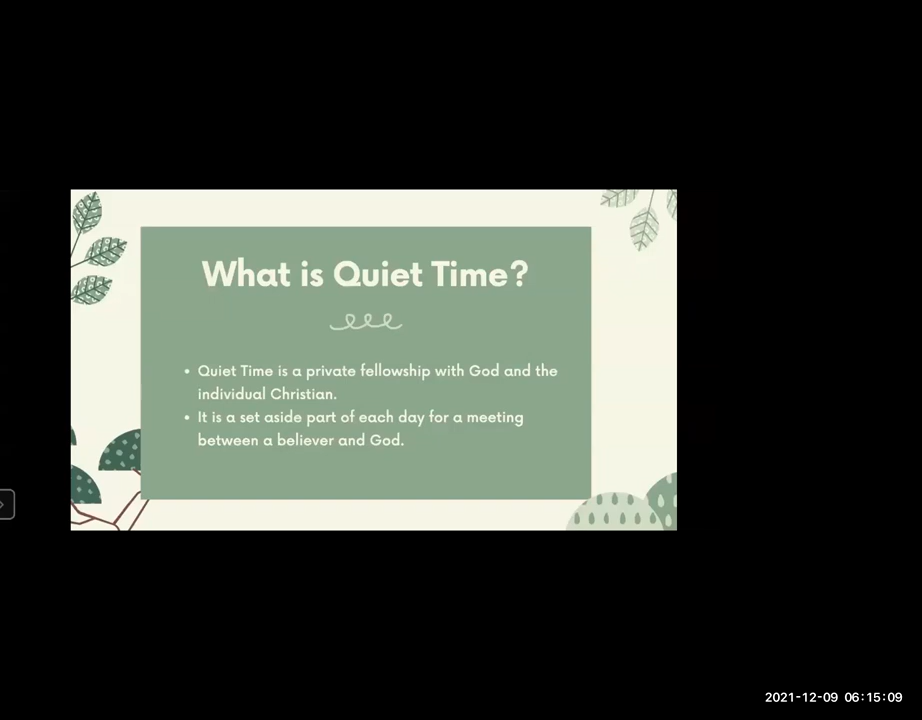 What is Quiet Time?
• Quiet Time is a private fellowship with God and the
individual Christian.
• It is a set aside part of each day for a meeting
between a believer and God.
2021-12-09 06:15:09